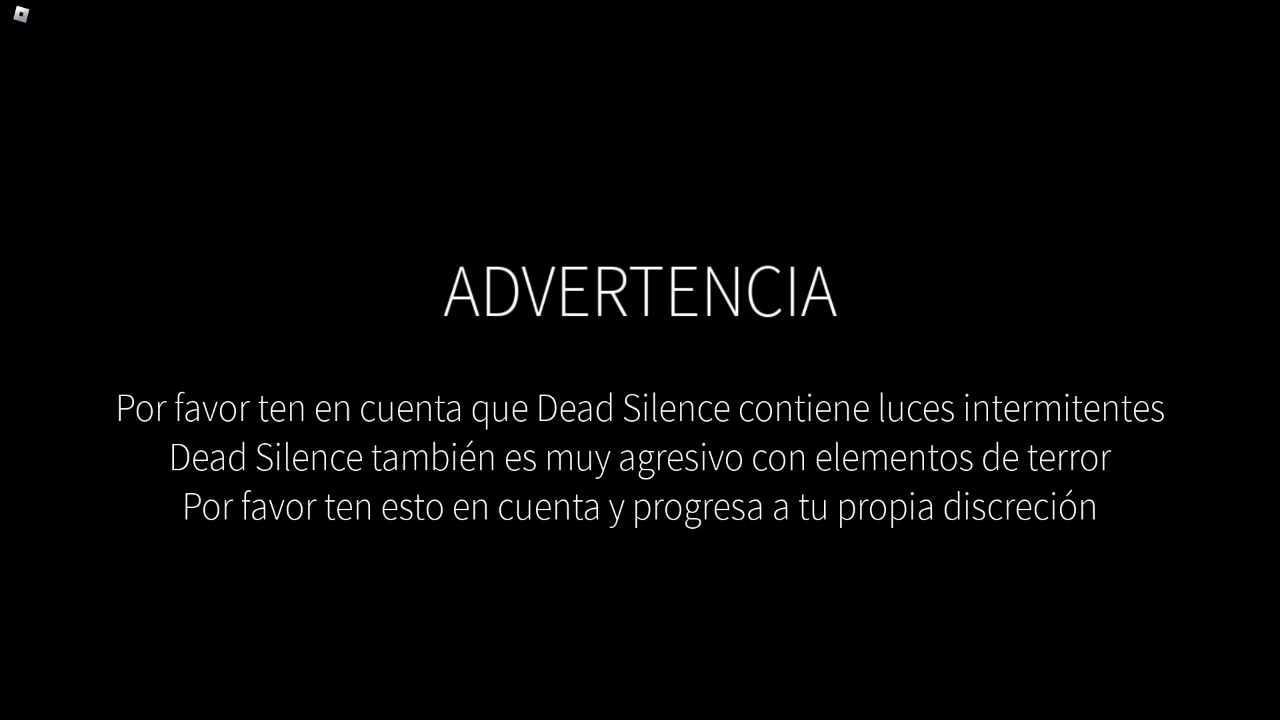 ADVERTENCIA
Por favor ten en cuenta que Dead Silence contiene luces intermitentes
Dead Silence también es muy agresivo con elementos de terror
Por favor ten esto en cuenta y progresa a tu propia discreción